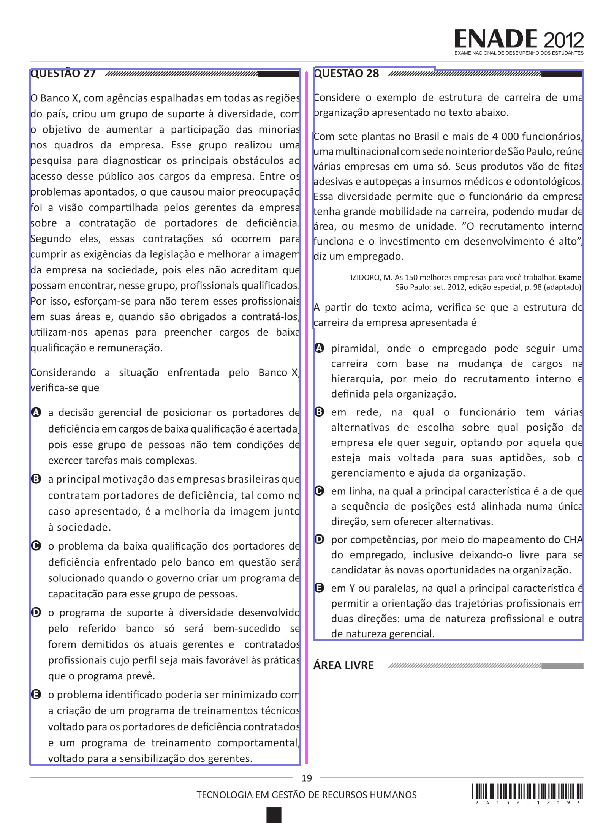 ENADE 2012
EXAME NACIONAL DE DESEMPENHO DOS ESTUDANTES
QUESTÃO 27
O Banco X, com agências espalhadas em todas as regiões
do país, criou um grupo de suporte à diversidade, com
o objetivo de aumentar a participação das minorias
nos quadros da empresa. Esse grupo realizou uma
pesquisa para diagnosticar os principais obstáculos ao
acesso desse público aos cargos da empresa. Entre os
problemas apontados, o que causou maior preocupação
foi a visão compartilhada pelos gerentes da empresa
sobre a contratação de portadores de deficiência.
Segundo eles, essas contratações só ocorrem para
cumprir as exigências da legislação e melhorar a imagem
da empresa na sociedade, pois eles não acreditam que
possam encontrar, nesse grupo, profissionais qualificados.
Por isso, esforçam-se para não terem esses profissionais
em suas áreas e, quando são obrigados a contratá-los,
utilizam-nos apenas para preencher cargos de baixa
qualificação e remuneração.
Considerando a situação enfrentada pelo Banco X,
verifica-se que
A a decisão gerencial de posicionar os portadores de
deficiência em cargos de baixa qualificação é acertada,
pois esse grupo de pessoas não tem condições de
exercer tarefas mais complexas.
B a principal motivação das empresas brasileiras que
contratam portadores de deficiência, tal como no
caso apresentado, é a melhoria da imagem junto
à sociedade.
C o problema da baixa qualificação dos portadores de
deficiência enfrentado pelo banco em questão será
solucionado quando o governo criar um programa de
capacitação para esse grupo de pessoas.
D o programa de suporte à diversidade desenvolvido
pelo referido banco só será bem-sucedido se
forem demitidos os atuais gerentes e contratados
profissionais cujo perfil seja mais favorável às práticas
que o programa prevê.
E o problema identificado poderia ser minimizado com
a criação de um programa de treinamentos técnicos
voltado para os portadores de deficiência contratados
e um programa de treinamento comportamental,
voltado para a sensibilização dos gerentes.
QUESTÃO 28
Considere o exemplo de estrutura de carreira de uma
organização apresentado no texto abaixo.
Com sete plantas no Brasil e mais de 4 000 funcionários,
uma multinacional com sede no interior de São Paulo, reúne
várias empresas em uma só. Seus produtos vão de fitas
adesivas e autopeças a insumos médicos e odontológicos.
Essa diversidade permite que o funcionário da empresa
tenha grande mobilidade na carreira, podendo mudar de
área, ou mesmo de unidade. "O recrutamento interno
funciona e o investimento em desenvolvimento é alto",
diz um empregado.
IZIDORO, M. As 150 melhores empresas para você trabalhar. Exame
São Paulo: set. 2012, edição especial, p. 98 (adaptado)
A partir do texto acima, verifica-se que a estrutura de
carreira da empresa apresentada é
A piramidal, onde o empregado pode seguir uma
carreira com base na mudança de cargos na
hierarquia, por meio do recrutamento interno e
definida pela organização.
B em rede, na qual o funcionário tem várias
alternativas de escolha sobre qual posição da
empresa ele quer seguir, optando por aquela que
esteja mais voltada para suas aptidões, sob o
gerenciamento e ajuda da organização.
C em linha, na qual a principal característica é a de que
a sequência de posições está alinhada numa única
direção, sem oferecer alternativas.
D por competências, por meio do mapeamento do CHA
do empregado, inclusive deixando-o livre para se
candidatar às novas oportunidades na organização.
E em Y ou paralelas, na qual a principal característica é
permitir a orientação das trajetórias profissionais em
duas direções: uma de natureza profissional e outra
de natureza gerencial.
ÁREA LIVRE
19
TECNOLOGIA EM GESTÃO DE RECURSOS HUMANOS